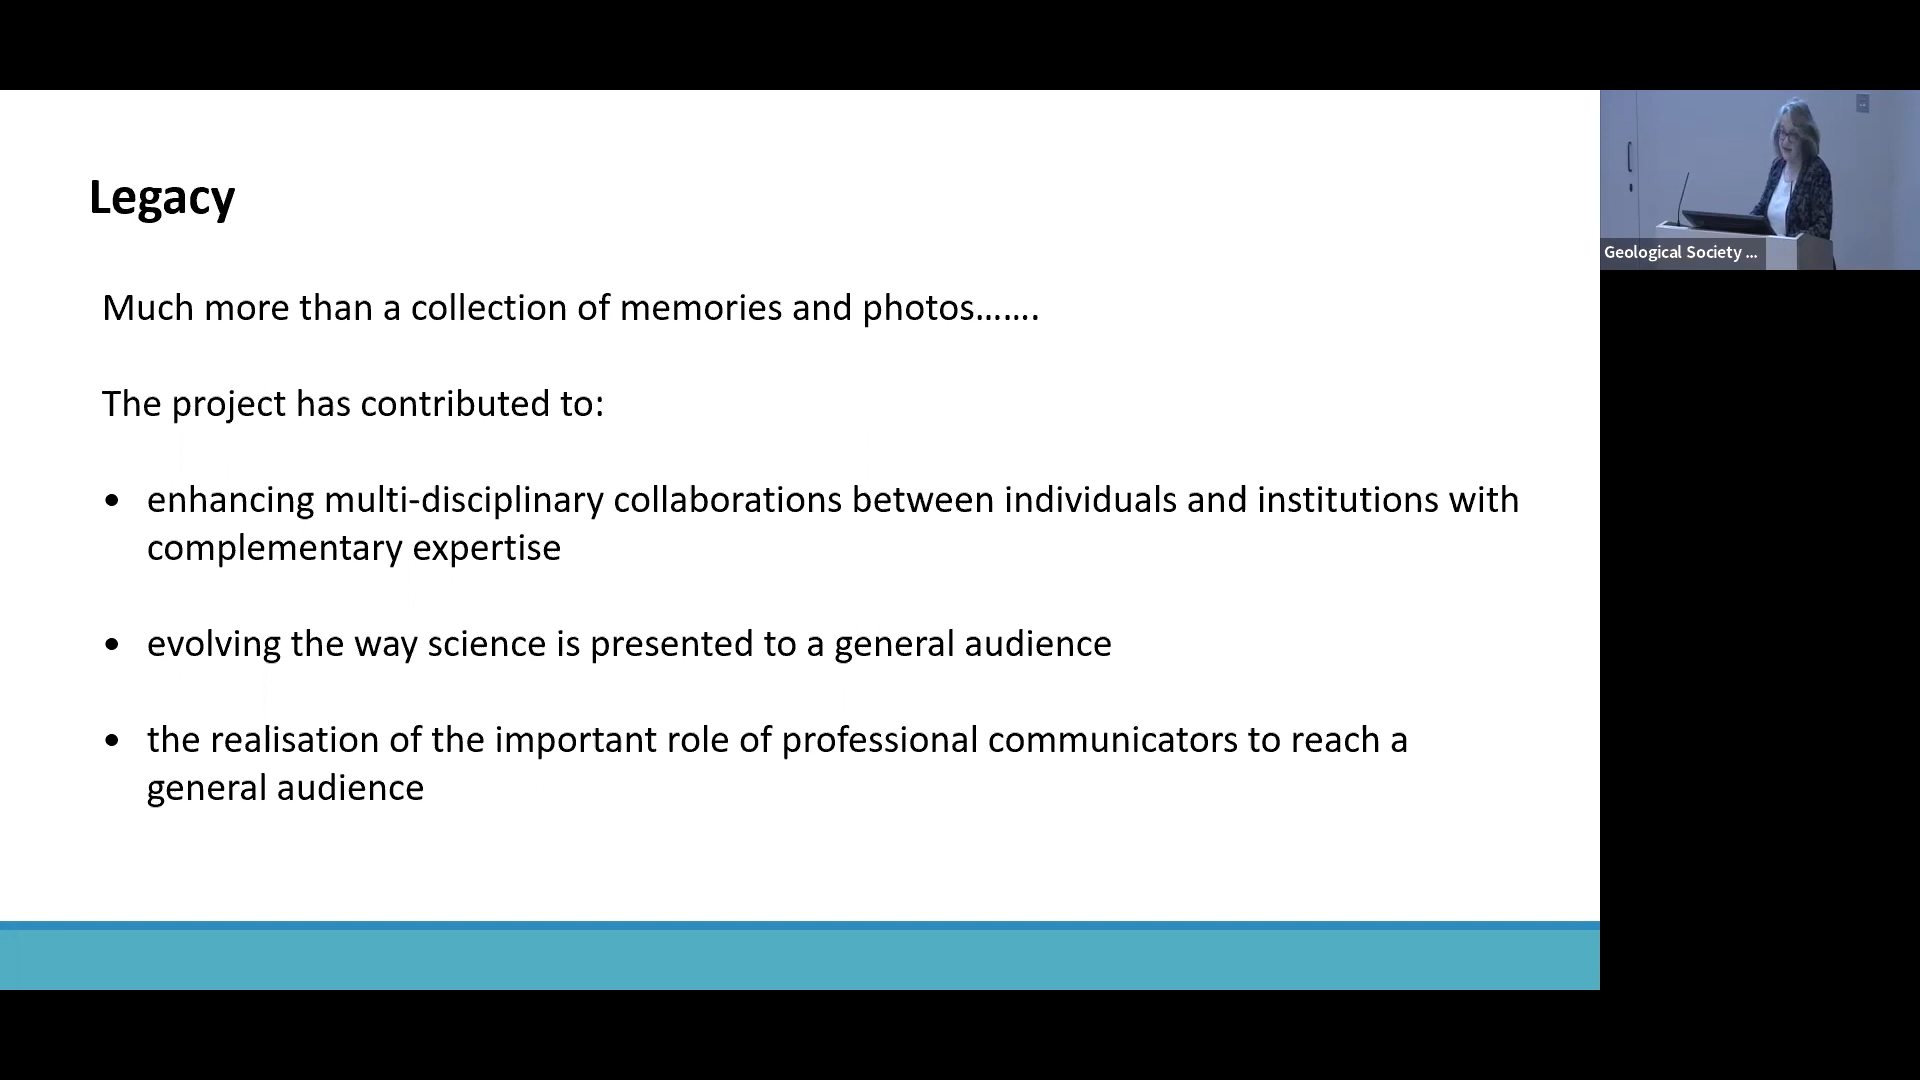 Legacy
Much more than a collection of memories and photos.......
The project has contributed to:
• enhancing multi-disciplinary collaborations between individuals and institutions with
complementary expertise
• evolving the way science is presented to a general audience
• the realisation of the important role of professional communicators to reach a
general audience
Geological Society ...